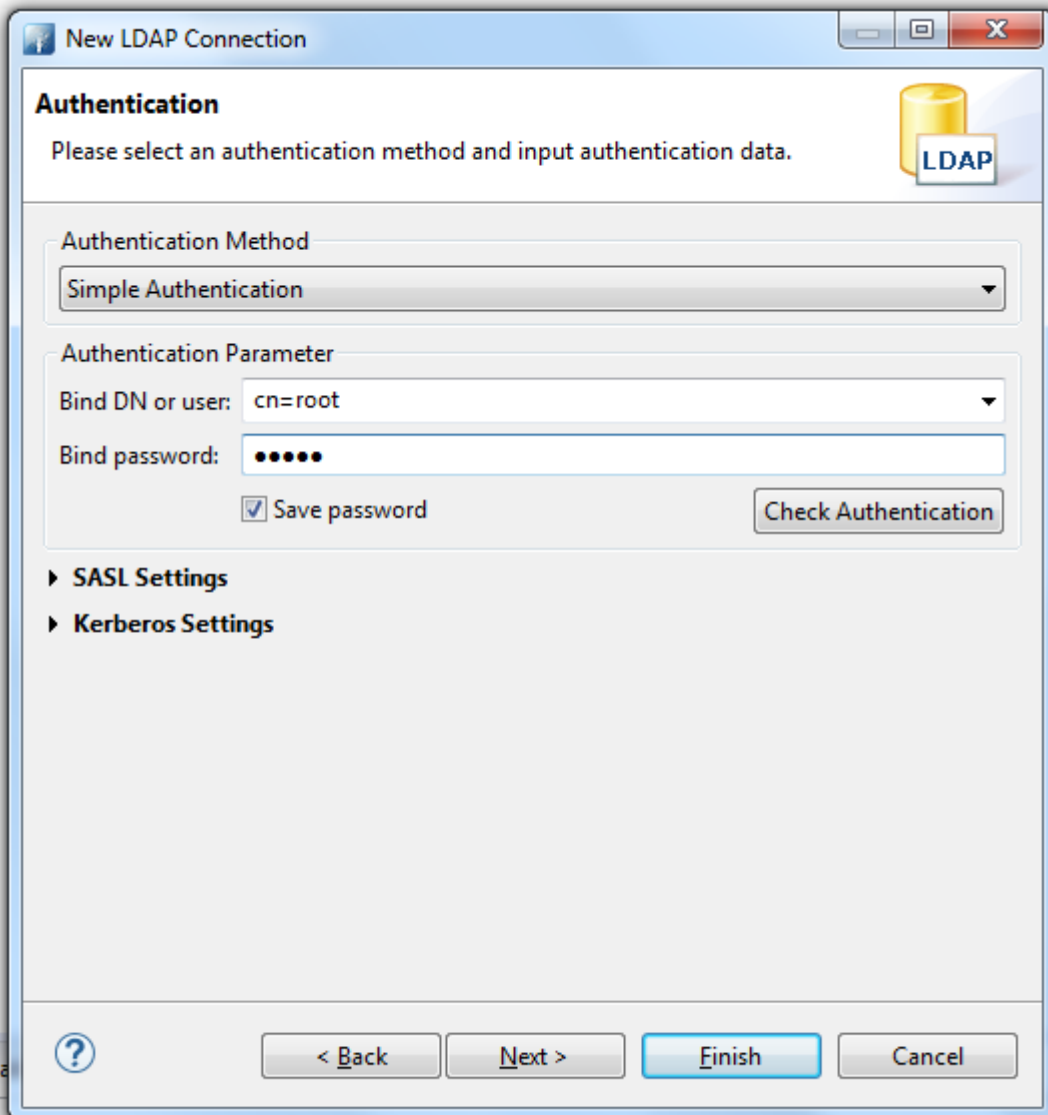 New LDAP Connection
Authentication
Please select an authentication method and input authentication data.
LDAP
Authentication Method
Simple Authentication
Authentication Parameter
Bind DN or user: cn=root
Bind password: •••••
Save password Check Authentication
SASL Settings
Kerberos Settings
? < Back Next > Finish Cancel
a